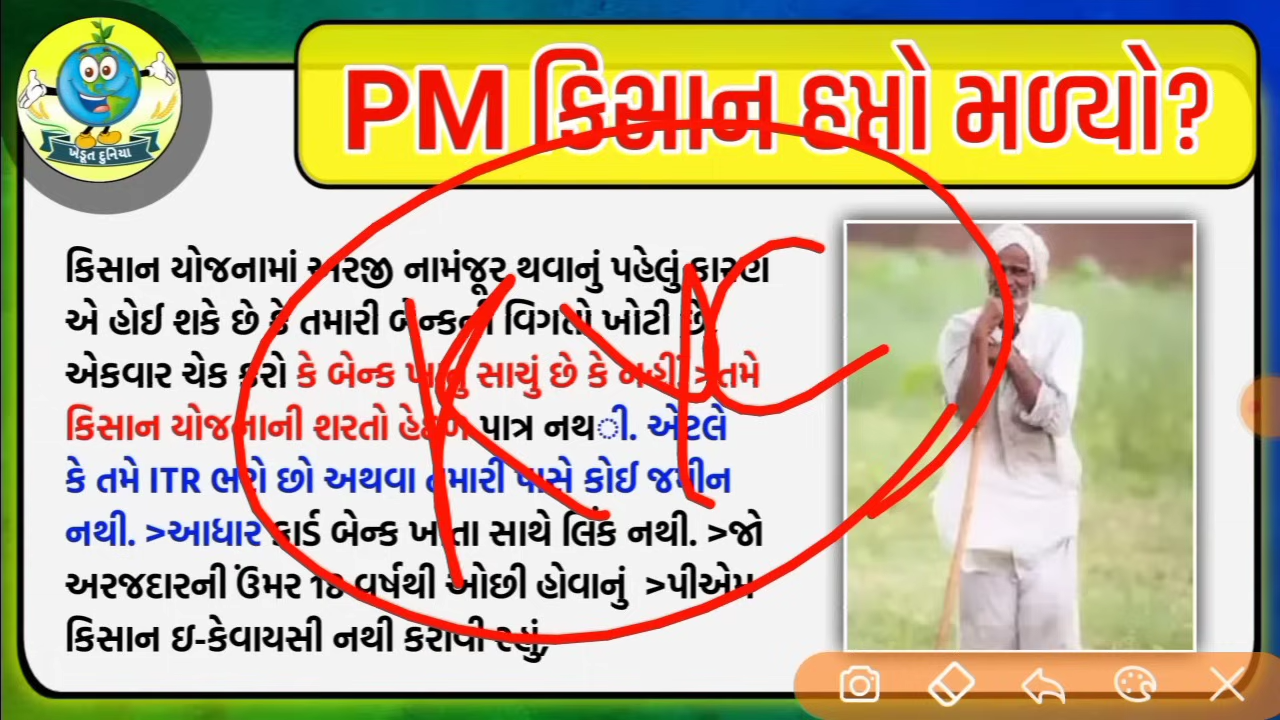 ખેડૂત દુનિયા
PM કિસાન હપ્તો મળ્યો?
કિસાન યોજનામાં અરજી નામંજૂર થવાનું પહેલું કારણ
એ હોઈ શકે છે કે તમારી બેન્કની વિગતો ખોટી છે.
એકવાર ચેક કરો કે બેન્ક ખાતું સાચું છે કે નહીં. >તમે
કિસાન યોજનાની શરતો હેઠળ પાત્ર નથી. એટલે
કે તમે ITR ભરો છો અથવા તમારી પાસે કોઈ જમીન
નથી. >આધાર કાર્ડ બેન્ક ખાતા સાથે લિંક નથી. >જો
અરજદારની ઉંમર 18 વર્ષથી ઓછી હોવાનું >પીએમ
કિસાન ઇ-કેવાયસી નથી કરાવી રહ્યું,
KYC